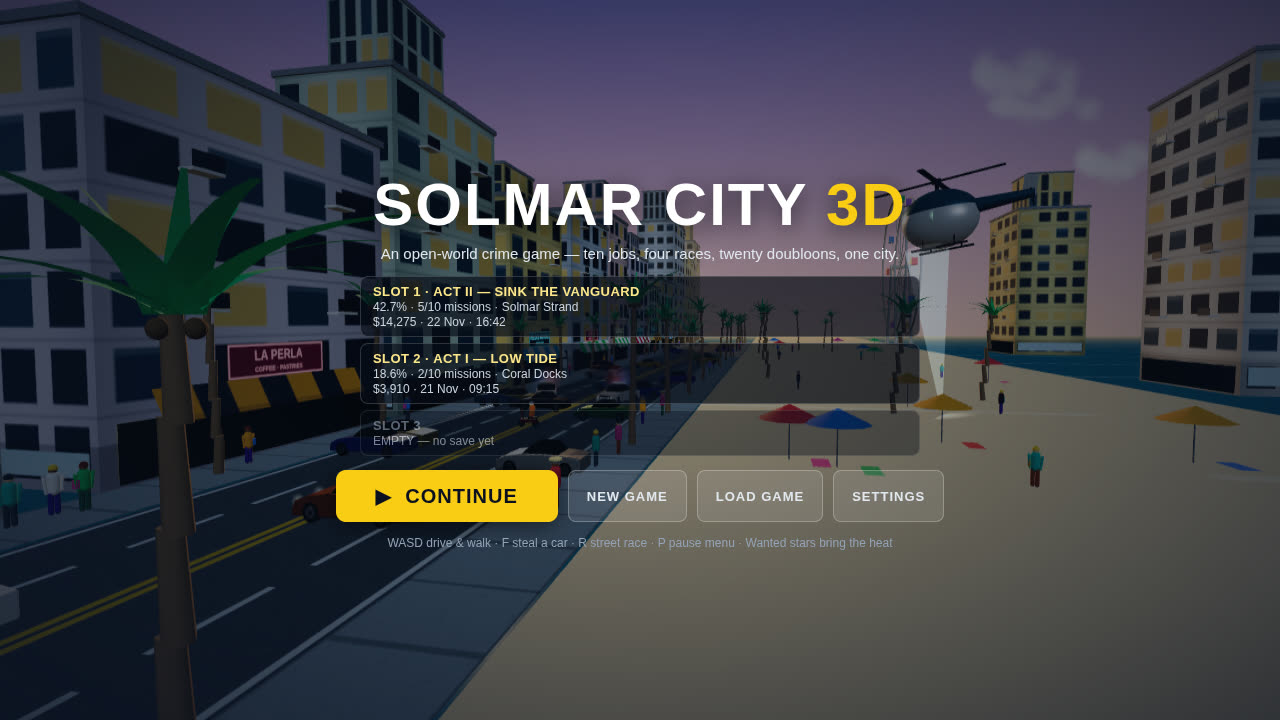 SOLMAR CITY 3D
An open-world crime game — ten jobs, four races, twenty doubloons, one city.
SLOT 1 · ACT II — SINK THE VANGUARD
42.7% · 5/10 missions · Solmar Strand
$14,275 · 22 Nov · 16:42
SLOT 2 · ACT I — LOW TIDE
18.6% · 2/10 missions · Coral Docks
$3,910 · 21 Nov · 09:15
SLOT 3
EMPTY — no save yet
LA PERLA
COFFEE · PASTRIES
▶ CONTINUE
NEW GAME
LOAD GAME
SETTINGS
WASD drive & walk · F steal a car · R street race · P pause menu · Wanted stars bring the heat